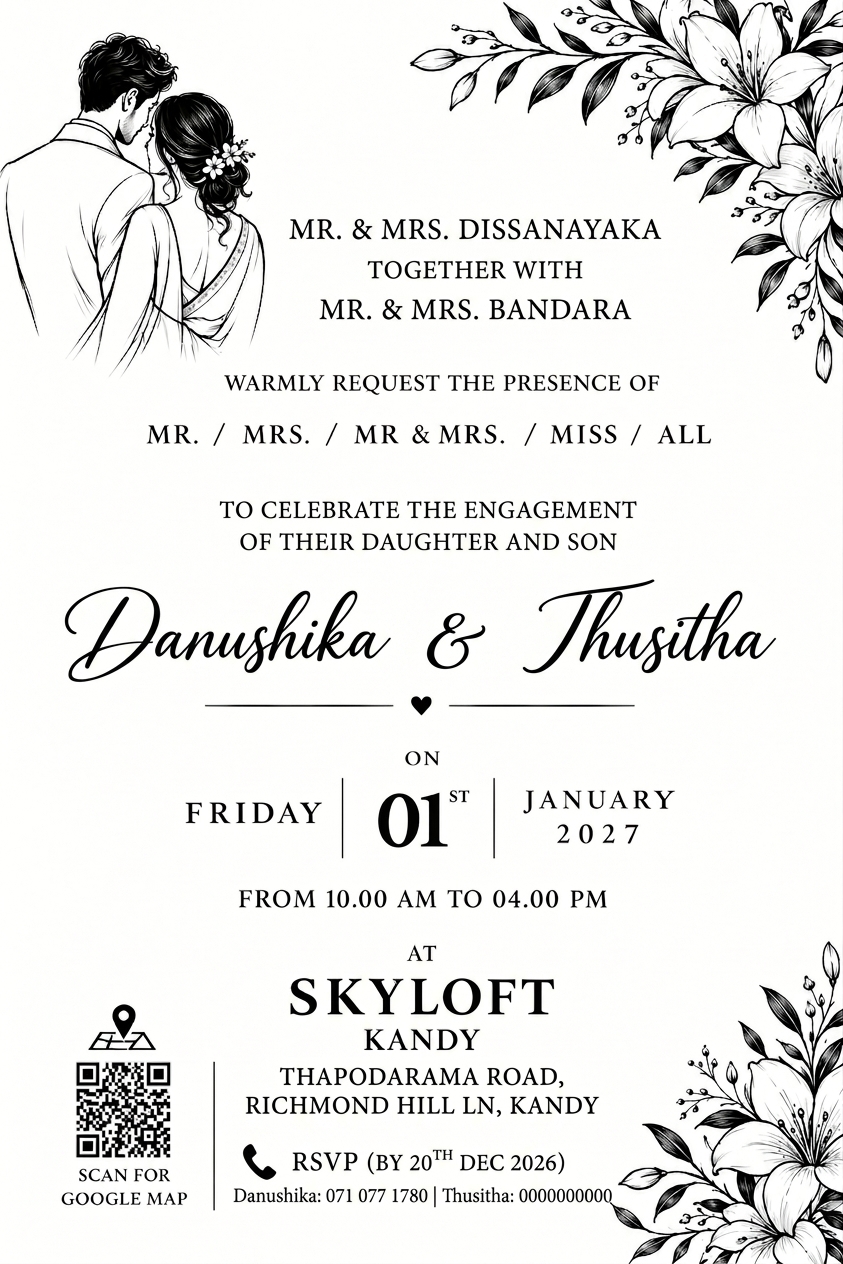 MR. & MRS. DISSANAYAKA
TOGETHER WITH
MR. & MRS. BANDARA
WARMLY REQUEST THE PRESENCE OF
MR. / MRS. / MR & MRS. / MISS / ALL
TO CELEBRATE THE ENGAGEMENT
OF THEIR DAUGHTER AND SON
Danushika & Thusitha
ON
FRIDAY 01ST JANUARY
2027
FROM 10.00 AM TO 04.00 PM
AT
SKYLOFT
KANDY
THAPODARAMA ROAD,
RICHMOND HILL LN, KANDY
RSVP (BY 20TH DEC 2026)
Danushika: 071 077 1780 | Thusitha: 0000000000
SCAN FOR
GOOGLE MAP